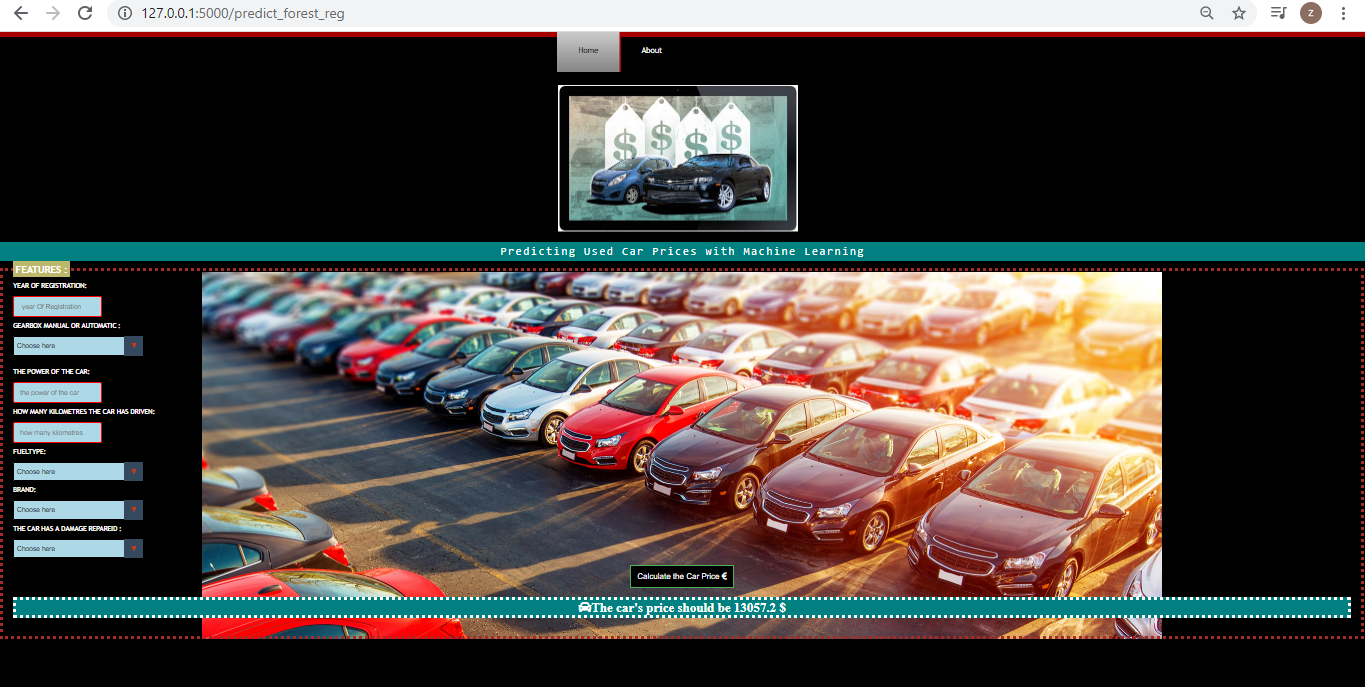 127.0.0.1:5000/predict_forest_reg
z
Home
About
$ $ $ $
Predicting Used Car Prices with Machine Learning
FEATURES :
YEAR OF REGISTRATION:
year Of Registration
GEARBOX MANUAL OR AUTOMATIC :
Choose here
THE POWER OF THE CAR:
the power of the car
HOW MANY KILOMETRES THE CAR HAS DRIVEN:
how many kilometres
FUELTYPE:
Choose here
BRAND:
Choose here
THE CAR HAS A DAMAGE REPAREID :
Choose here
Calculate the Car Price €
The car's price should be 13057.2 $